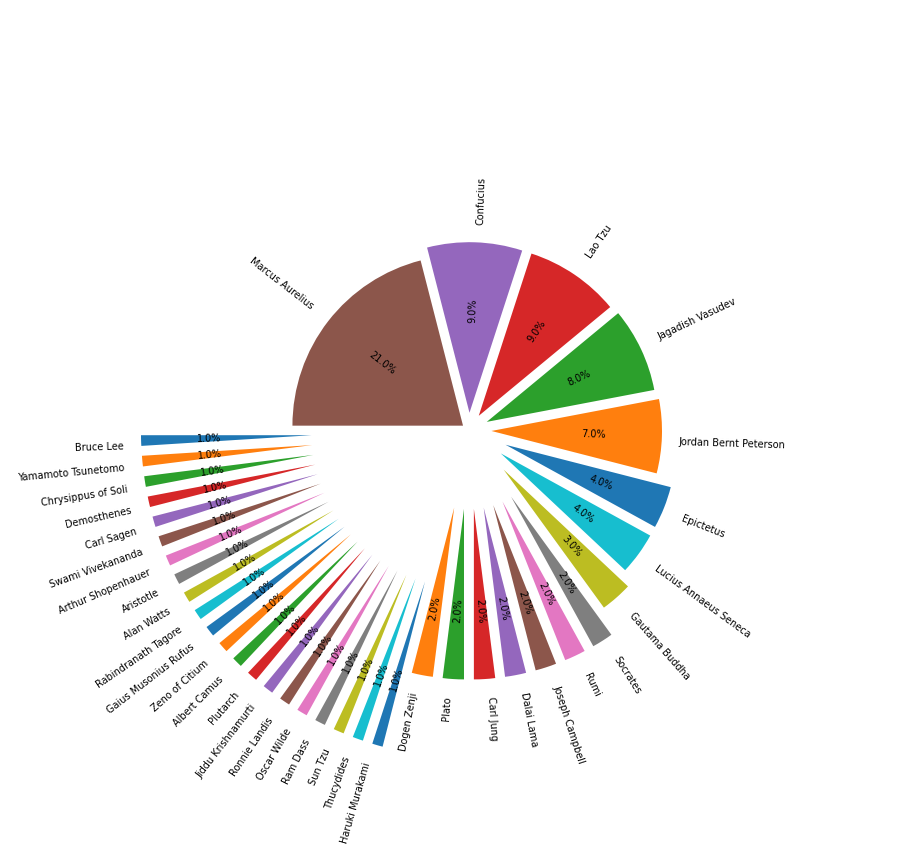 Confucius
9.0%
Lao Tzu
9.0%
Jagadish Vasudev
8.0%
Jordan Bernt Peterson
7.0%
Epictetus
4.0%
Lucius Annaeus Seneca
4.0%
Gautama Buddha
3.0%
Socrates
2.0%
Rumi
2.0%
Joseph Campbell
2.0%
Dalai Lama
2.0%
Carl Jung
2.0%
Plato
2.0%
Dogen Zenji
2.0%
Haruki Murakami
1.0%
Thucydides
1.0%
Sun Tzu
1.0%
Ram Dass
1.0%
Oscar Wilde
1.0%
Ronnie Landis
1.0%
Jiddu Krishnamurti
1.0%
Plutarch
1.0%
Albert Camus
1.0%
Zeno of Citium
1.0%
Gaius Musonius Rufus
1.0%
Rabindranath Tagore
1.0%
Alan Watts
1.0%
Aristotle
1.0%
Arthur Shopenhauer
1.0%
Swami Vivekananda
1.0%
Carl Sagen
1.0%
Demosthenes
1.0%
Chrysippus of Soli
1.0%
Yamamoto Tsunetomo
1.0%
Bruce Lee
1.0%
Marcus Aurelius
21.0%